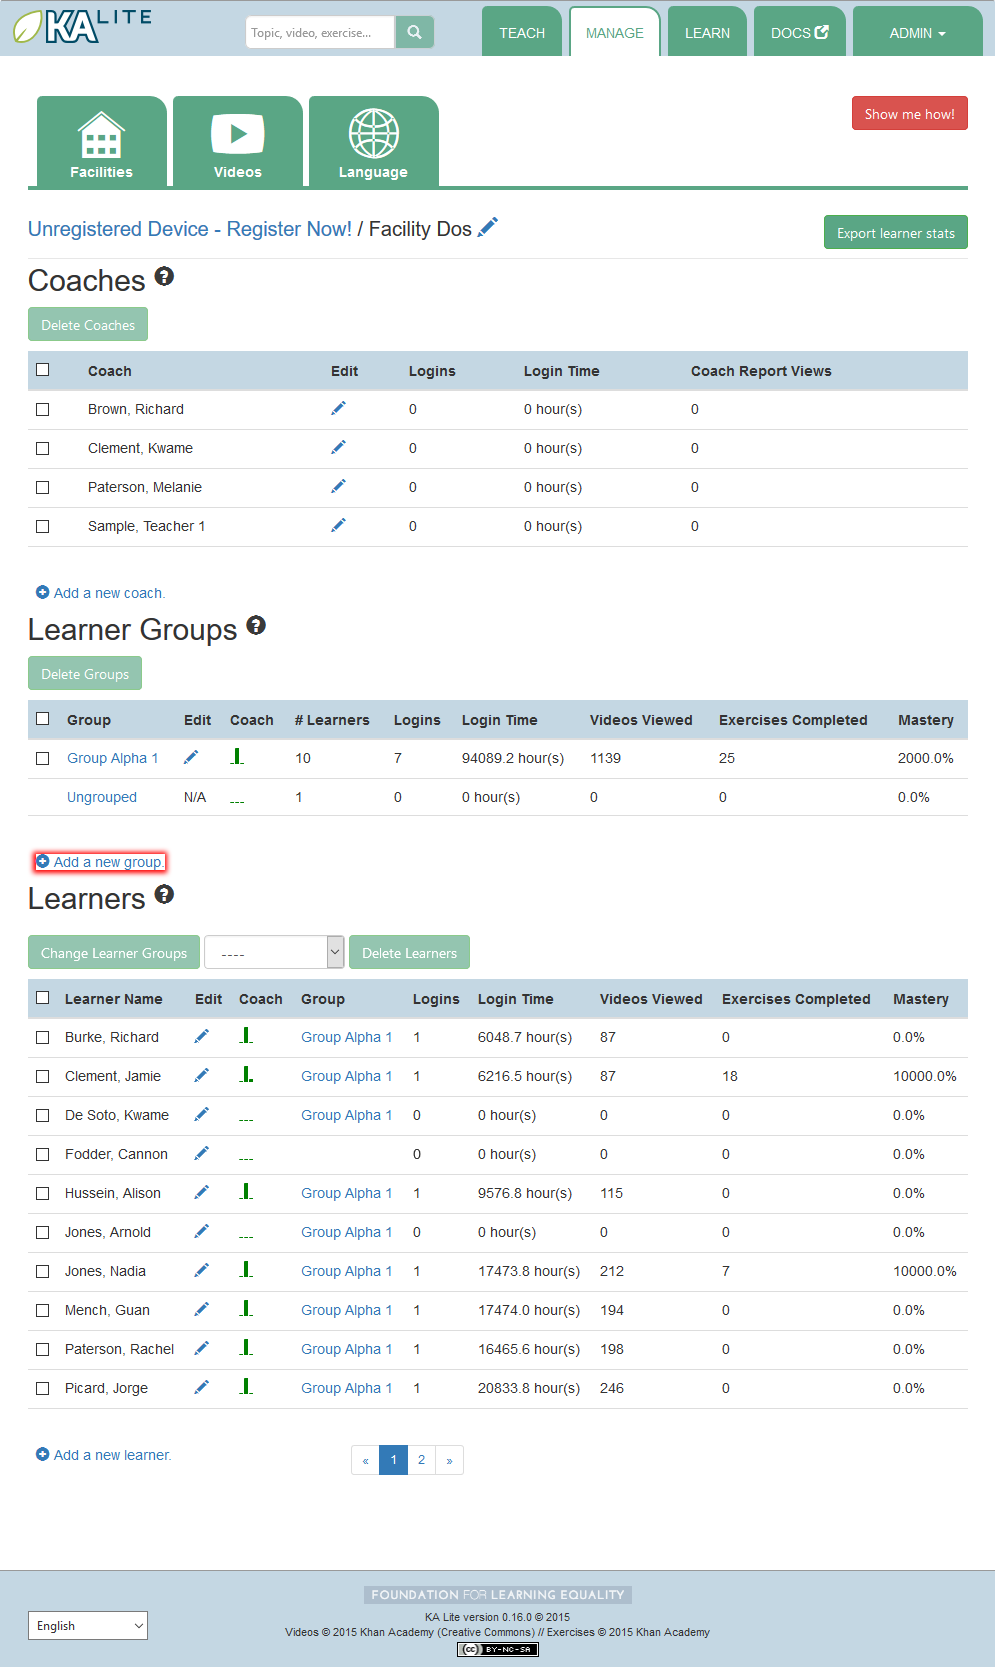 KA LITE
Topic, video, exercise...
TEACH
MANAGE
LEARN
DOCS
ADMIN
Facilities
Videos
Language
Show me how!
Unregistered Device - Register Now! / Facility Dos
Export learner stats
Coaches ?
Delete Coaches
Coach Edit Logins Login Time Coach Report Views
Brown, Richard 0 0 hour(s) 0
Clement, Kwame 0 0 hour(s) 0
Paterson, Melanie 0 0 hour(s) 0
Sample, Teacher 1 0 0 hour(s) 0
Add a new coach.
Learner Groups ?
Delete Groups
Group Edit Coach # Learners Logins Login Time Videos Viewed Exercises Completed Mastery
Group Alpha 1 10 7 94089.2 hour(s) 1139 25 2000.0%
Ungrouped N/A 1 0 0 hour(s) 0 0 0.0%
Add a new group.
Learners ?
Change Learner Groups ---- Delete Learners
Learner Name Edit Coach Group Logins Login Time Videos Viewed Exercises Completed Mastery
Burke, Richard Group Alpha 1 1 6048.7 hour(s) 87 0 0.0%
Clement, Jamie Group Alpha 1 1 6216.5 hour(s) 87 18 10000.0%
De Soto, Kwame Group Alpha 1 0 0 hour(s) 0 0 0.0%
Fodder, Cannon 0 0 hour(s) 0 0 0.0%
Hussein, Alison Group Alpha 1 1 9576.8 hour(s) 115 0 0.0%
Jones, Arnold Group Alpha 1 0 0 hour(s) 0 0 0.0%
Jones, Nadia Group Alpha 1 1 17473.8 hour(s) 212 7 10000.0%
Mench, Guan Group Alpha 1 1 17474.0 hour(s) 194 0 0.0%
Paterson, Rachel Group Alpha 1 1 16465.6 hour(s) 198 0 0.0%
Picard, Jorge Group Alpha 1 1 20833.8 hour(s) 246 0 0.0%
Add a new learner.
« 1 2 »
FOUNDATION FOR LEARNING EQUALITY
English
KA Lite version 0.16.0 © 2015
Videos © 2015 Khan Academy (Creative Commons) // Exercises © 2015 Khan Academy
cc BY-NC-SA